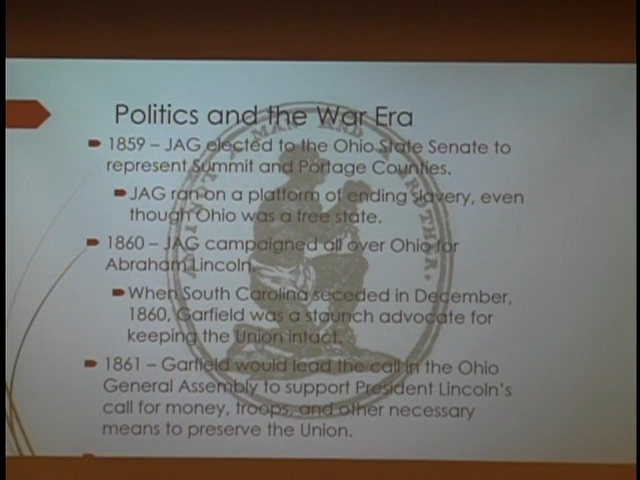 Politics and the War Era
1859 – JAG elected to the Ohio State Senate to
represent Summit and Portage Counties.
JAG ran on a platform of ending slavery, even
though Ohio was a free state.
1860 – JAG campaigned all over Ohio for
Abraham Lincoln.
When South Carolina seceded in December,
1860, Garfield was a staunch advocate for
keeping the Union intact.
1861 – Garfield would lead the call in the Ohio
General Assembly to support President Lincoln's
call for money, troops, and other necessary
means to preserve the Union.